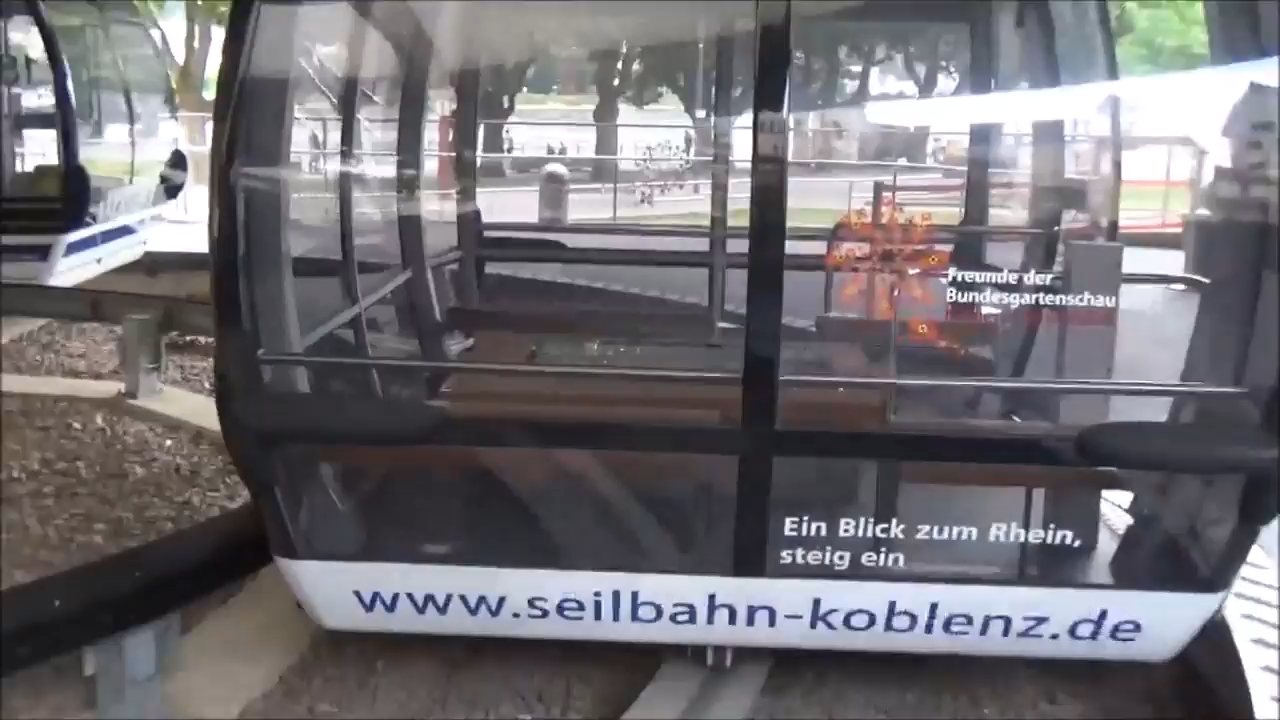 Freunde der
Bundesgartenschau
Ein Blick zum Rhein,
steig ein
www.seilbahn-koblenz.de